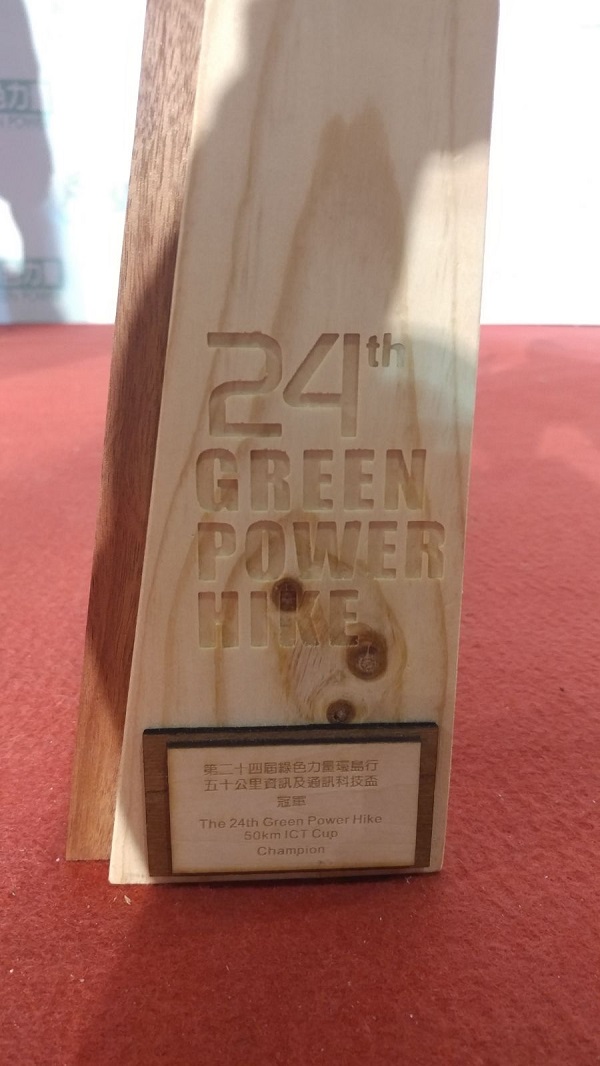 24th
GREEN
POWER
HIKE
第二十四屆綠色力量環島行
五十公里資訊及通訊科技盃
冠軍
The 24th Green Power Hike
50km ICT Cup
Champion